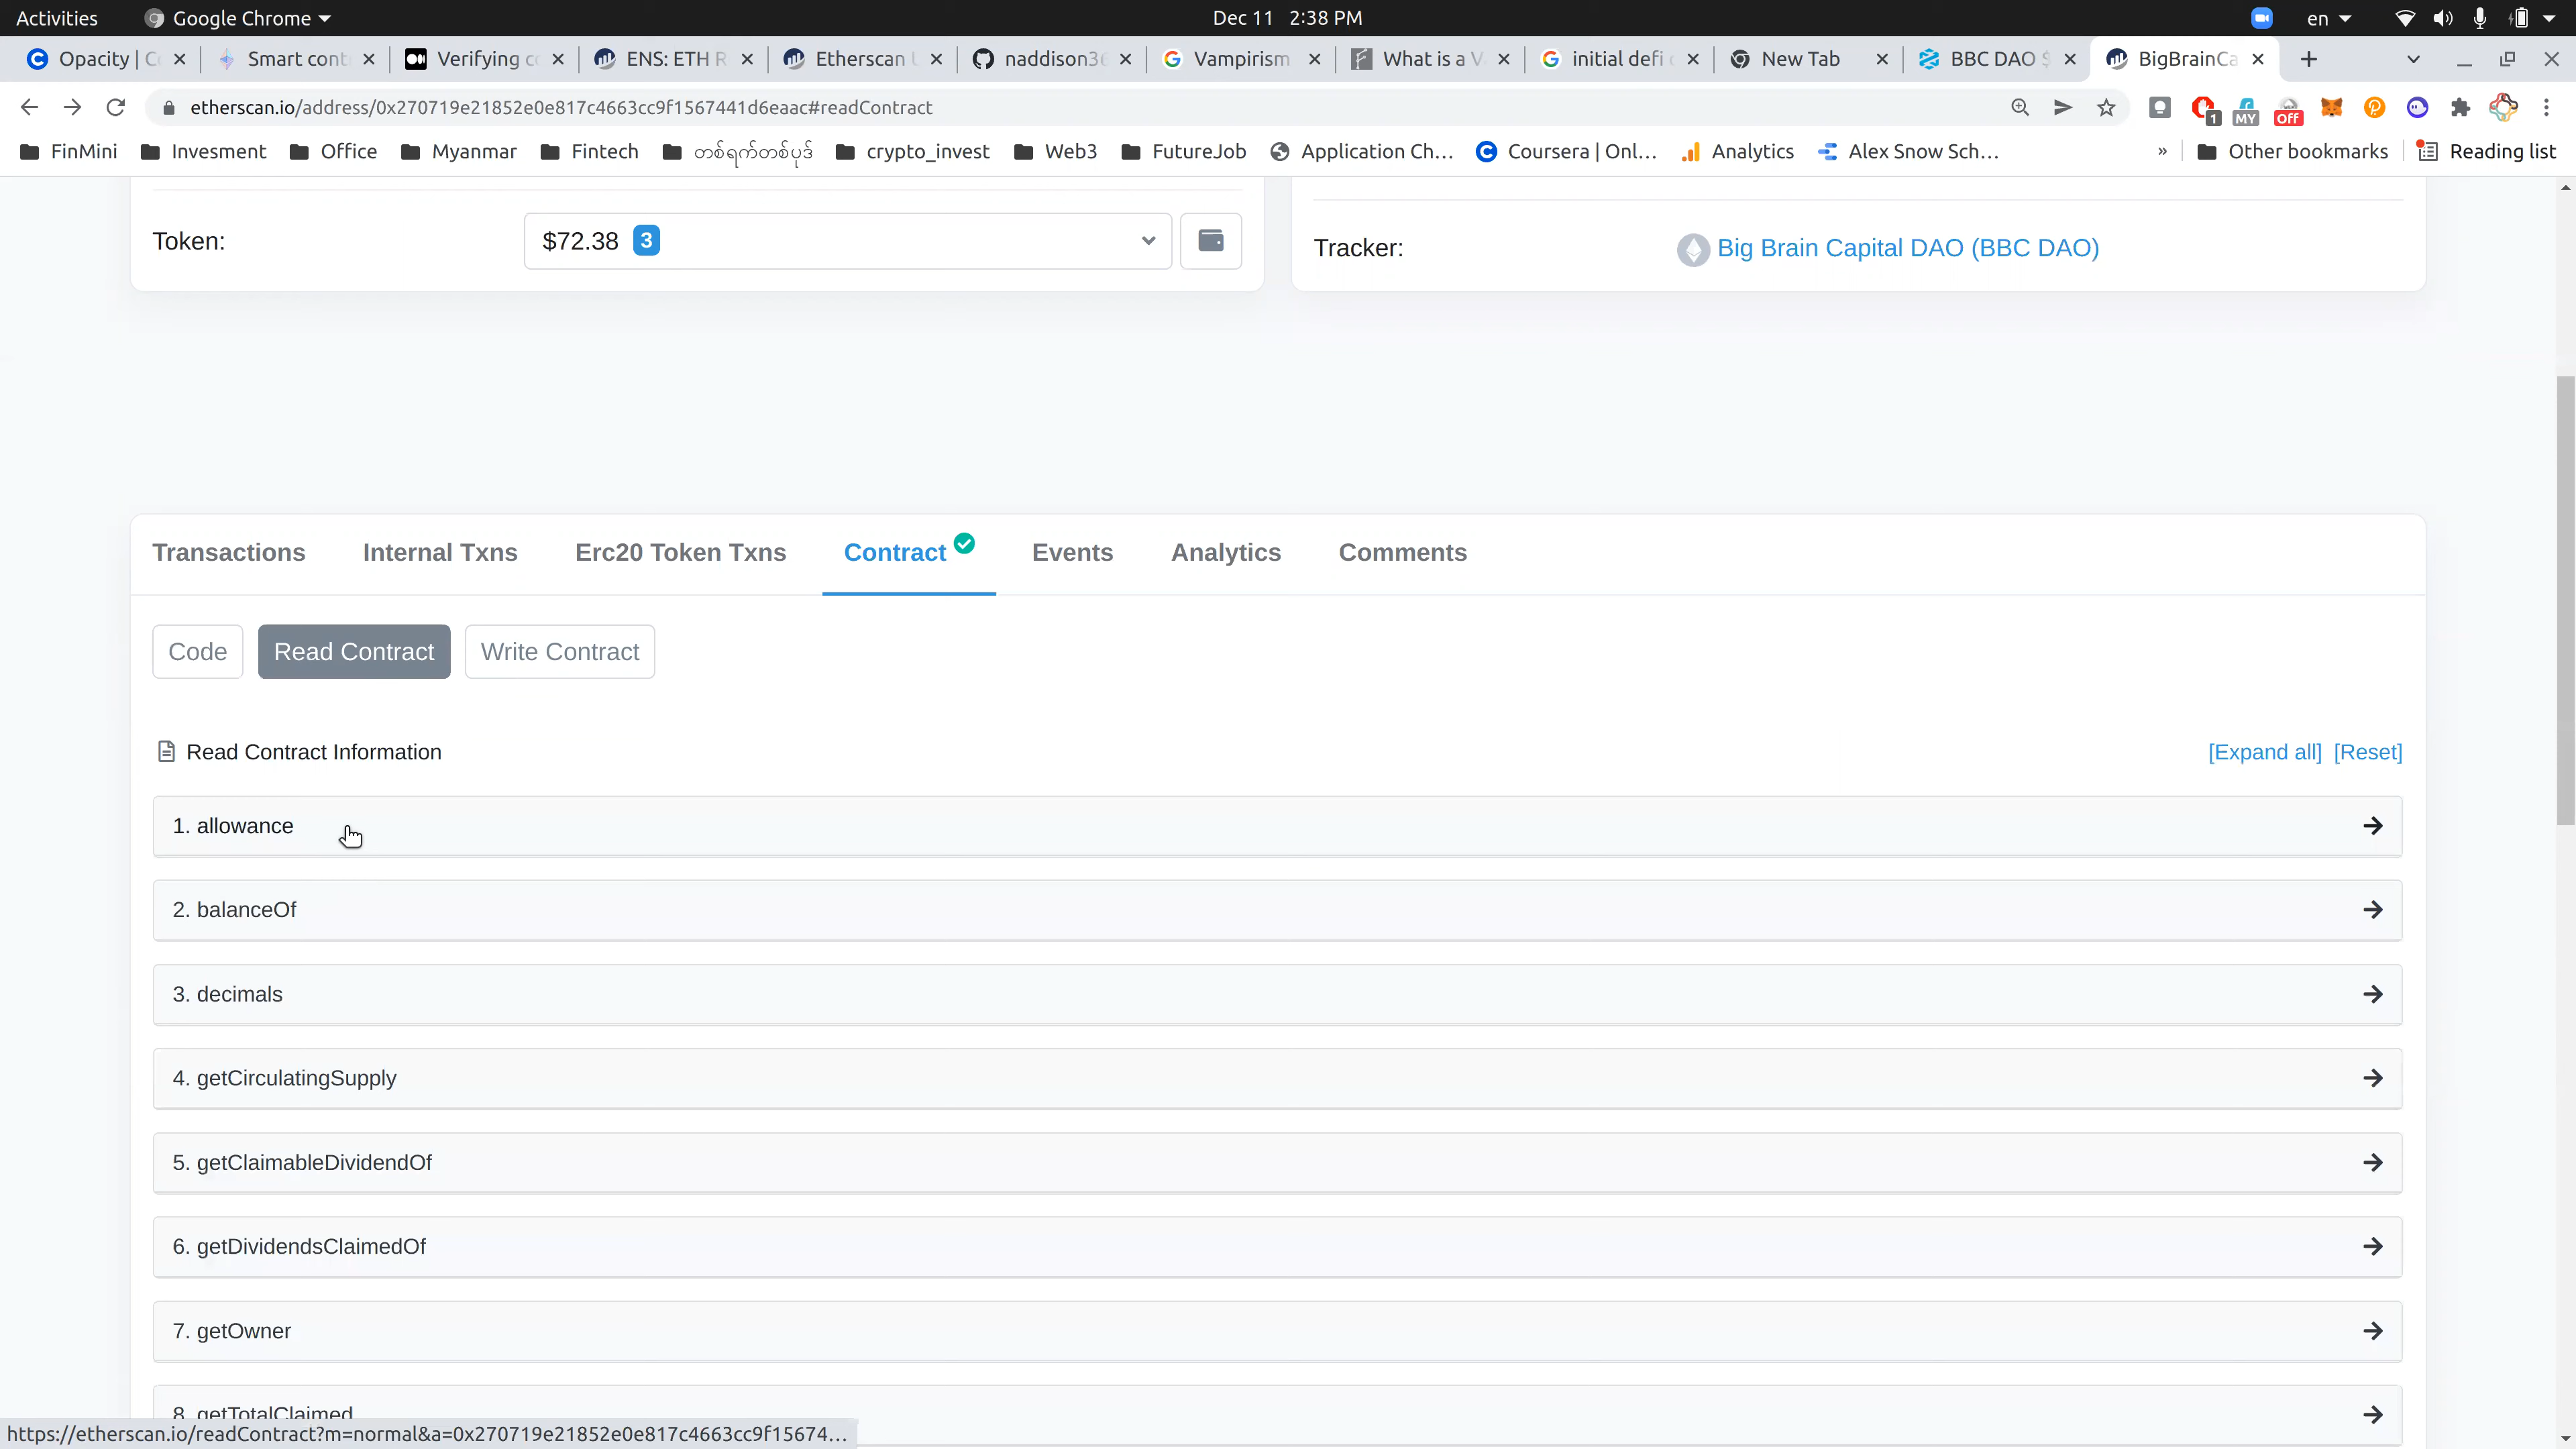 Activities Google Chrome Dec 11 2:38 PM en
Opacity | C Smart cont Verifying c ENS: ETH R Etherscan naddison36 Vampirism What is a V initial defi New Tab BBC DAO $ BigBrainCa
etherscan.io/address/0x270719e21852e0e817c4663cc9f1567441d6eaac#readContract 1 MY Off
FinMini Invesment Office Myanmar Fintech တစ်ရက်တစ်ပုဒ် crypto_invest Web3 FutureJob Application Ch... Coursera | Onl... Analytics Alex Snow Sch... » Other bookmarks Reading list
Token: $72.38 3 Tracker: Big Brain Capital DAO (BBC DAO)
Transactions Internal Txns Erc20 Token Txns Contract Events Analytics Comments
Code Read Contract Write Contract
Read Contract Information [Expand all] [Reset]
1. allowance
2. balanceOf
3. decimals
4. getCirculatingSupply
5. getClaimableDividendOf
6. getDividendsClaimedOf
7. getOwner
8. getTotalClaimed
https://etherscan.io/readContract?m=normal&a=0x270719e21852e0e817c4663cc9f15674...